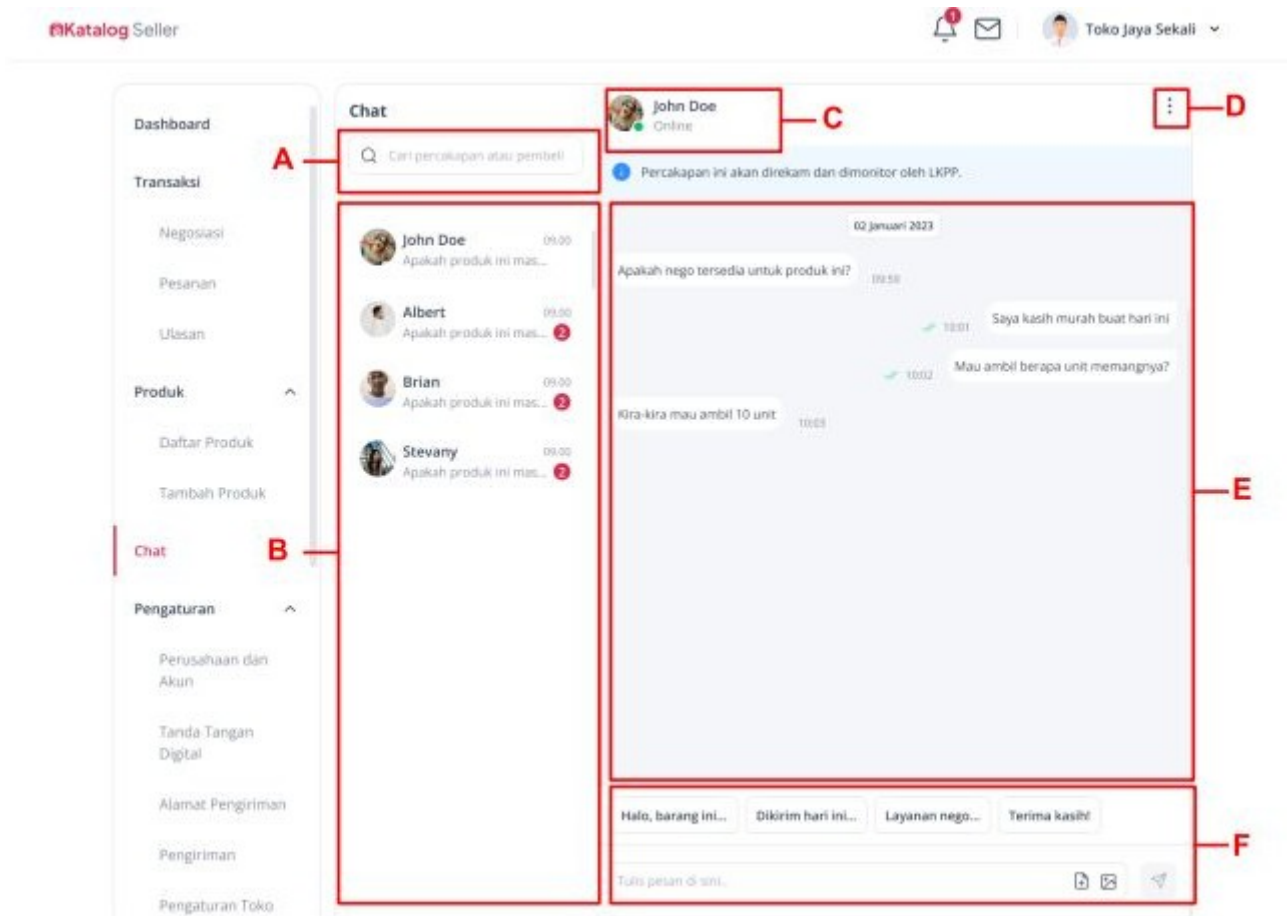 Katalog Seller
1
Toko Jaya Sekali
Dashboard
Transaksi
Negosiasi
Pesanan
Ulasan
Produk
Daftar Produk
Tambah Produk
Chat
Pengaturan
Perusahaan dan
Akun
Tanda Tangan
Digital
Alamat Pengiriman
Pengiriman
Pengaturan Toko
Chat
A
Cari percakapan atau pembeli
B
John Doe 09.00
Apakah produk ini mas...
Albert 09.00
Apakah produk ini mas... 2
Brian 09.00
Apakah produk ini mas... 2
Stevany 09.00
Apakah produk ini mas... 2
John Doe
Online
C
D
Percakapan ini akan direkam dan dimonitor oleh LKPP.
02 Januari 2023
Apakah nego tersedia untuk produk ini? 09:58
10:01 Saya kasih murah buat hari ini
10:02 Mau ambil berapa unit memangnya?
Kira-kira mau ambil 10 unit 10:03
E
Halo, barang ini... Dikirim hari ini... Layanan nego... Terima kasih!
F
Tulis pesan di sini...